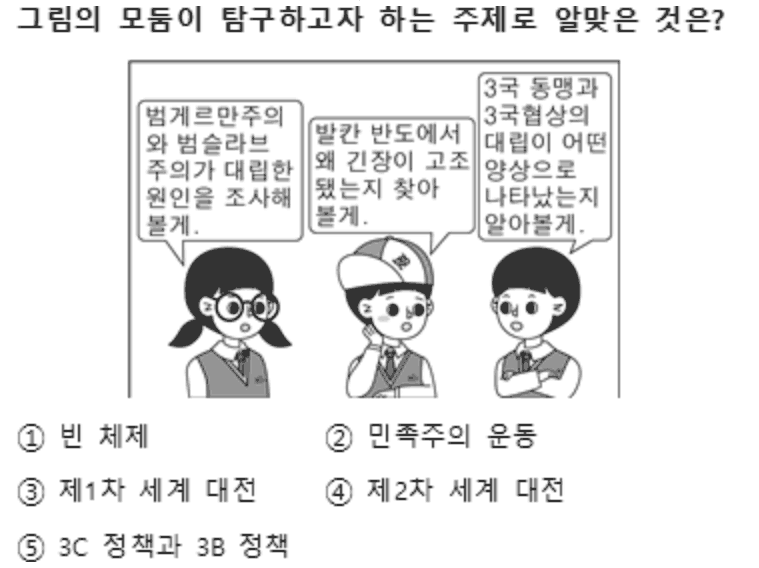 그림의 모둠이 탐구하고자 하는 주제로 알맞은 것은?
범게르만주의
와 범슬라브
주의가 대립한
원인을 조사해
볼게.
발칸 반도에서
왜 긴장이 고조
됐는지 찾아
볼게.
3국 동맹과
3국협상의
대립이 어떤
양상으로
나타났는지
알아볼게.
① 빈 체제
② 민족주의 운동
③ 제1차 세계 대전
④ 제2차 세계 대전
⑤ 3C 정책과 3B 정책